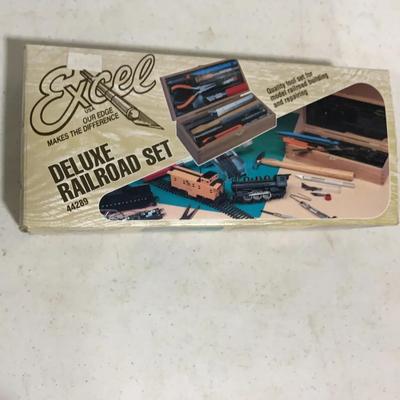 Excel
USA
OUR EDGE
MAKES THE DIFFERENCE
DELUXE
RAILROAD SET
44289
Quality tool set for
model railroad building
and repairing